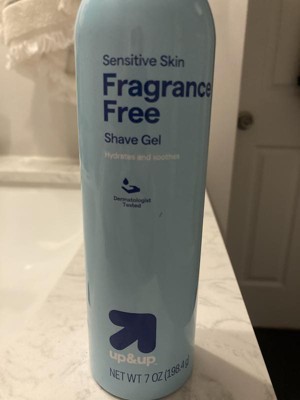 Sensitive Skin
Fragrance
Free
Shave Gel
Hydrates and soothes
Dermatologist
Tested
up&up
NET WT 7 OZ (198.4 g)